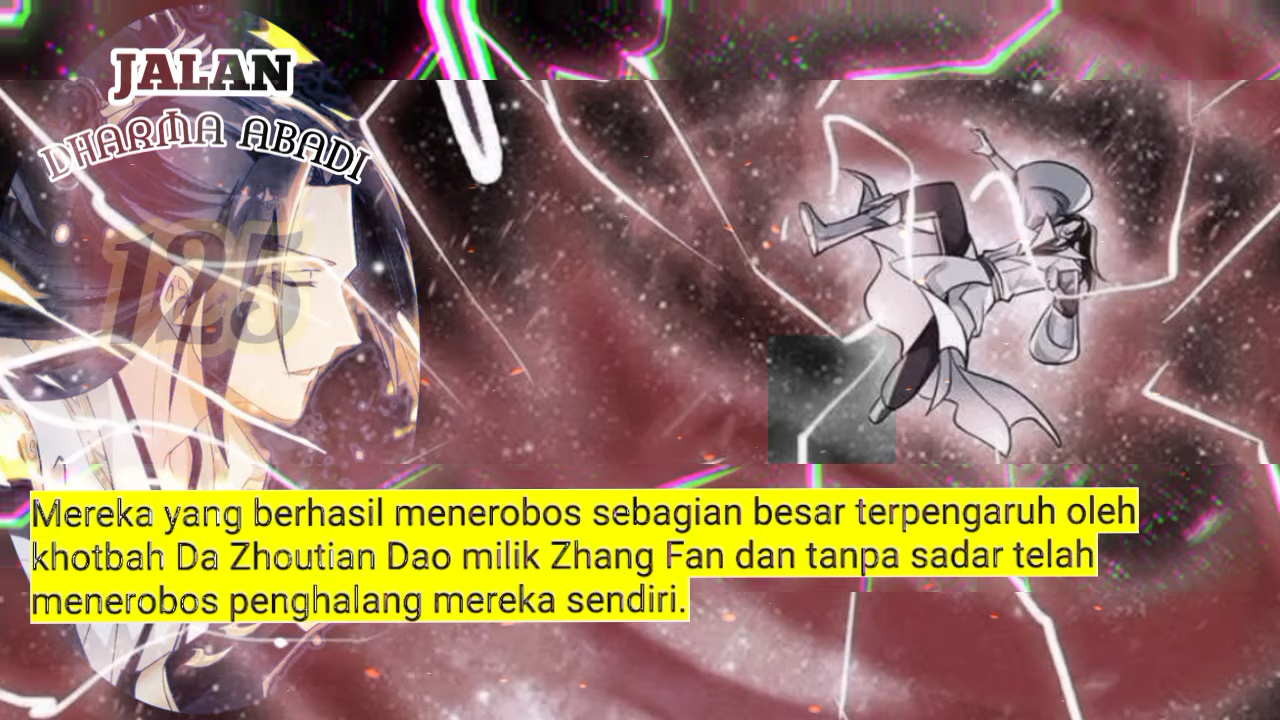 JALAN
DHARMA ABADI
125
Mereka yang berhasil menerobos sebagian besar terpengaruh oleh
khotbah Da Zhoutian Dao milik Zhang Fan dan tanpa sadar telah
menerobos penghalang mereka sendiri.